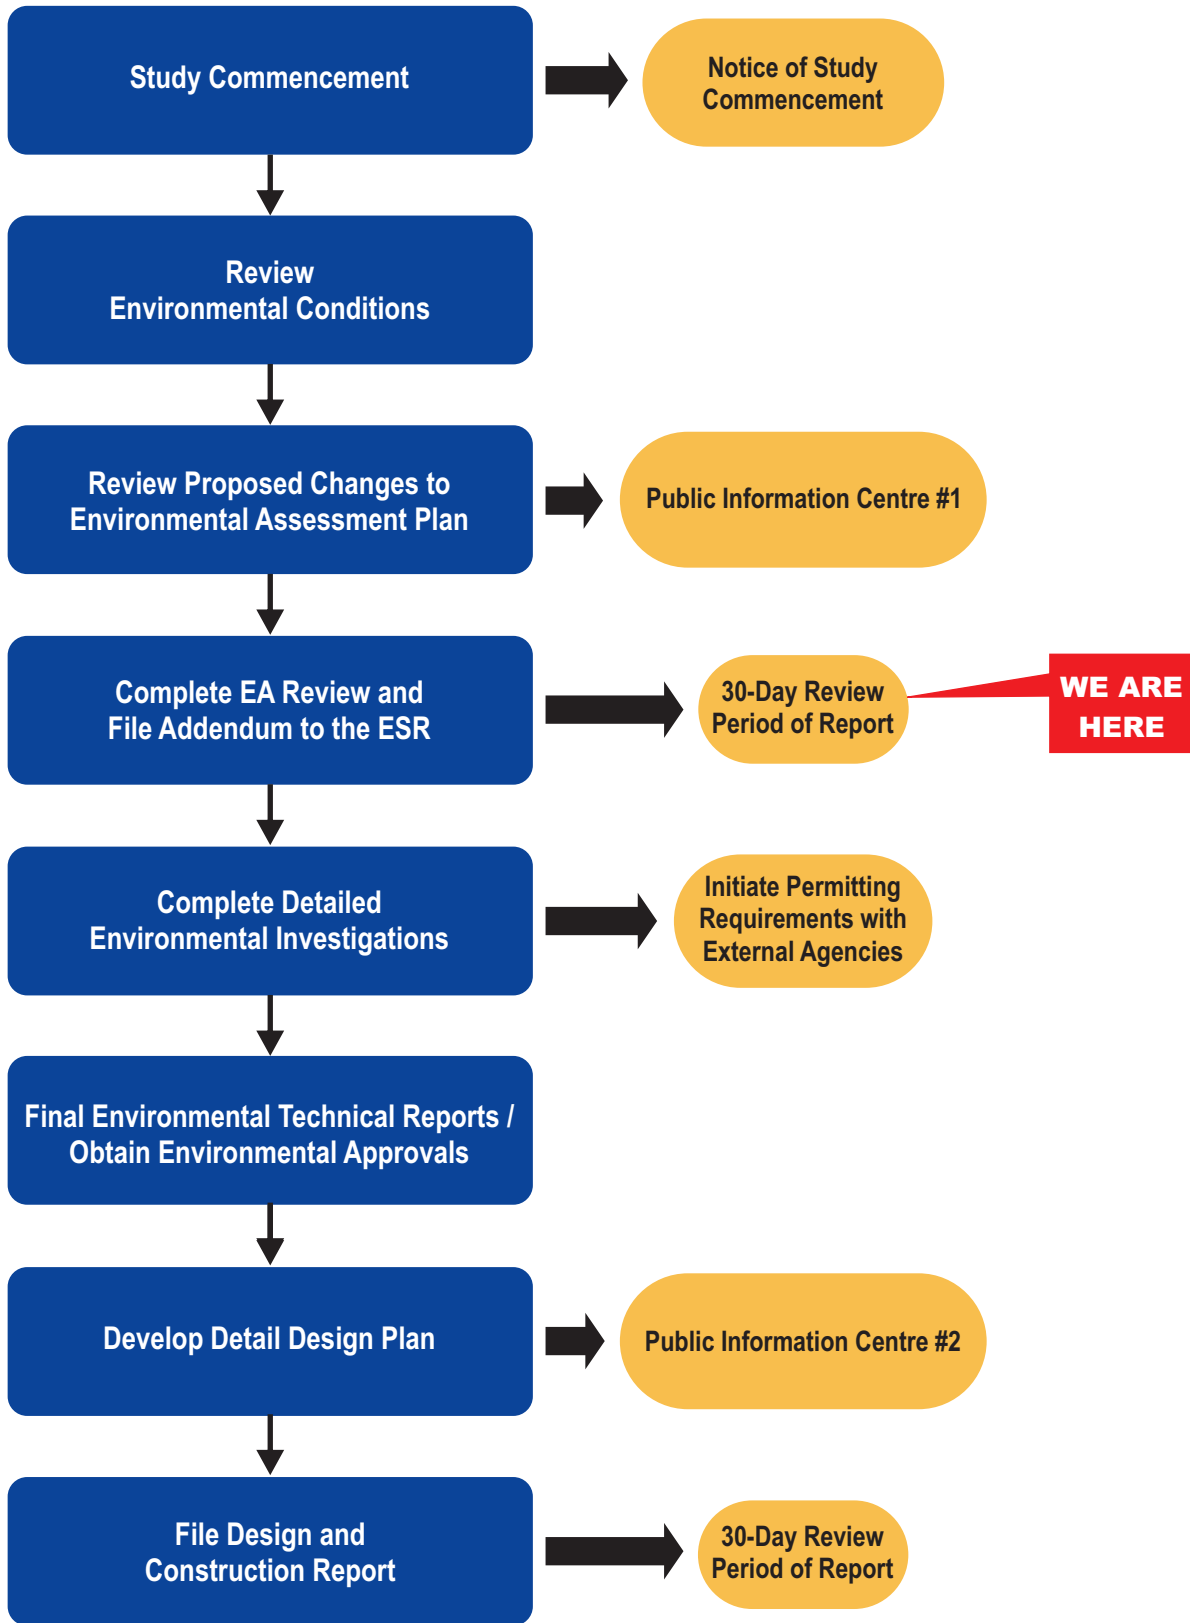 Study Commencement
Notice of Study
Commencement
Review
Environmental Conditions
Review Proposed Changes to
Environmental Assessment Plan
Public Information Centre #1
Complete EA Review and
File Addendum to the ESR
30-Day Review
Period of Report
WE ARE
HERE
Complete Detailed
Environmental Investigations
Initiate Permitting
Requirements with
External Agencies
Final Environmental Technical Reports /
Obtain Environmental Approvals
Develop Detail Design Plan
Public Information Centre #2
File Design and
Construction Report
30-Day Review
Period of Report